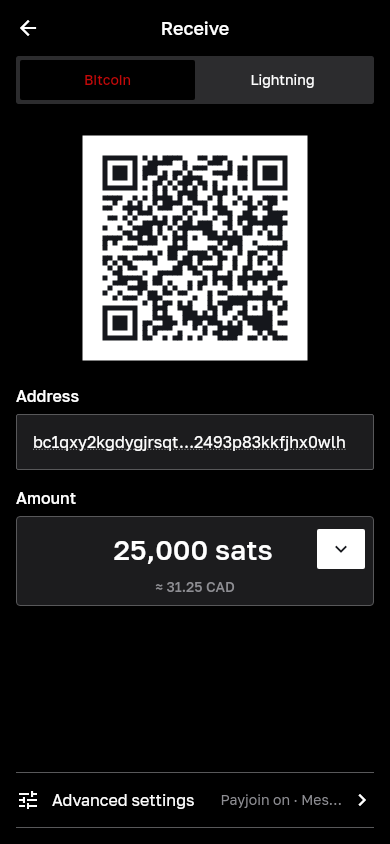 Receive
Bitcoin
Lightning
Address
bc1qxy2kgdygjrsqt...2493p83kkfjhx0wlh
Amount
25,000 sats
≈ 31.25 CAD
Advanced settings
Payjoin on · Mes...